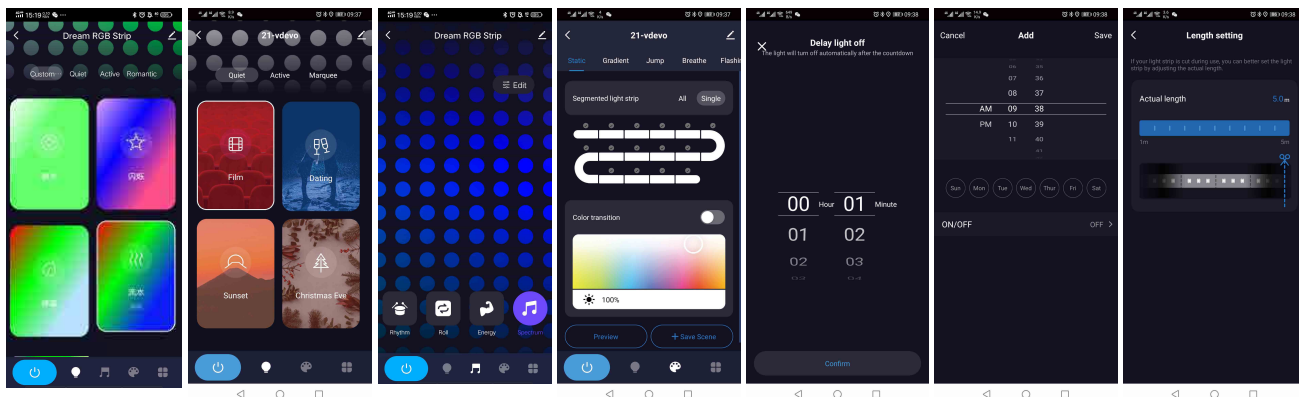 15:19
Dream RGB Strip
Custom··· Quiet Active Romantic
闪烁
流水
09:37
21-vdevo
Quiet Active Marquee
Film
Dating
Sunset
Christmas Eve
15:19
Dream RGB Strip
Edit
Rhythm Roll Energy Spectrum
09:37
21-vdevo
Static Gradient Jump Breathe Flashi
Segmented light strip All Single
Color transition
100%
Preview + Save Scene
09:38
Delay light off
The light will turn off automatically after the countdown
00 Hour 01 Minute
01 02
02 03
03 04
Confirm
09:38
Cancel Add Save
07 36
08 37
AM 09 38
PM 10 39
11 40
41
Sun Mon Tue Wed Thur Fri Sat
ON/OFF OFF
09:38
Length setting
If your light strip is cut during use, you can better set the light
strip by adjusting the actual length.
Actual length 5.0m
1m 5m